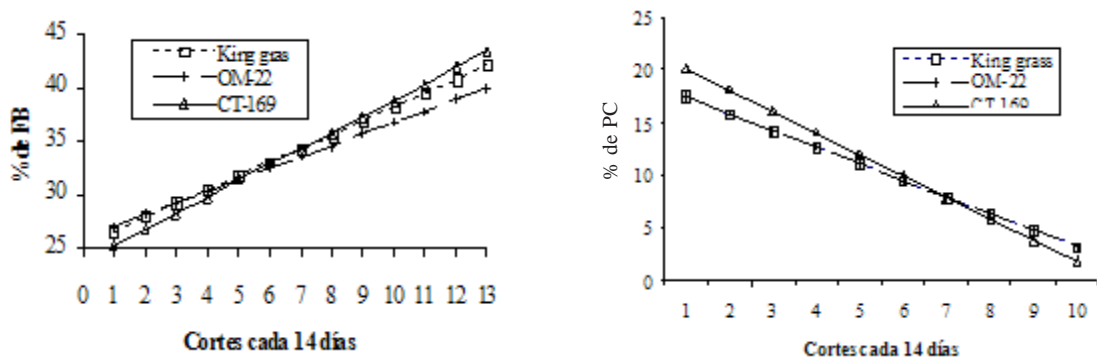 45
40
35
30
25
% de FB
King gras
OM-22
CT-169
0 1 2 3 4 5 6 7 8 9 10 11 12 13
Cortes cada 14 días
25
20
15
10
5
0
% de PC
King grass
OM-22
CT-169
1 2 3 4 5 6 7 8 9 10
Cortes cada 14 días